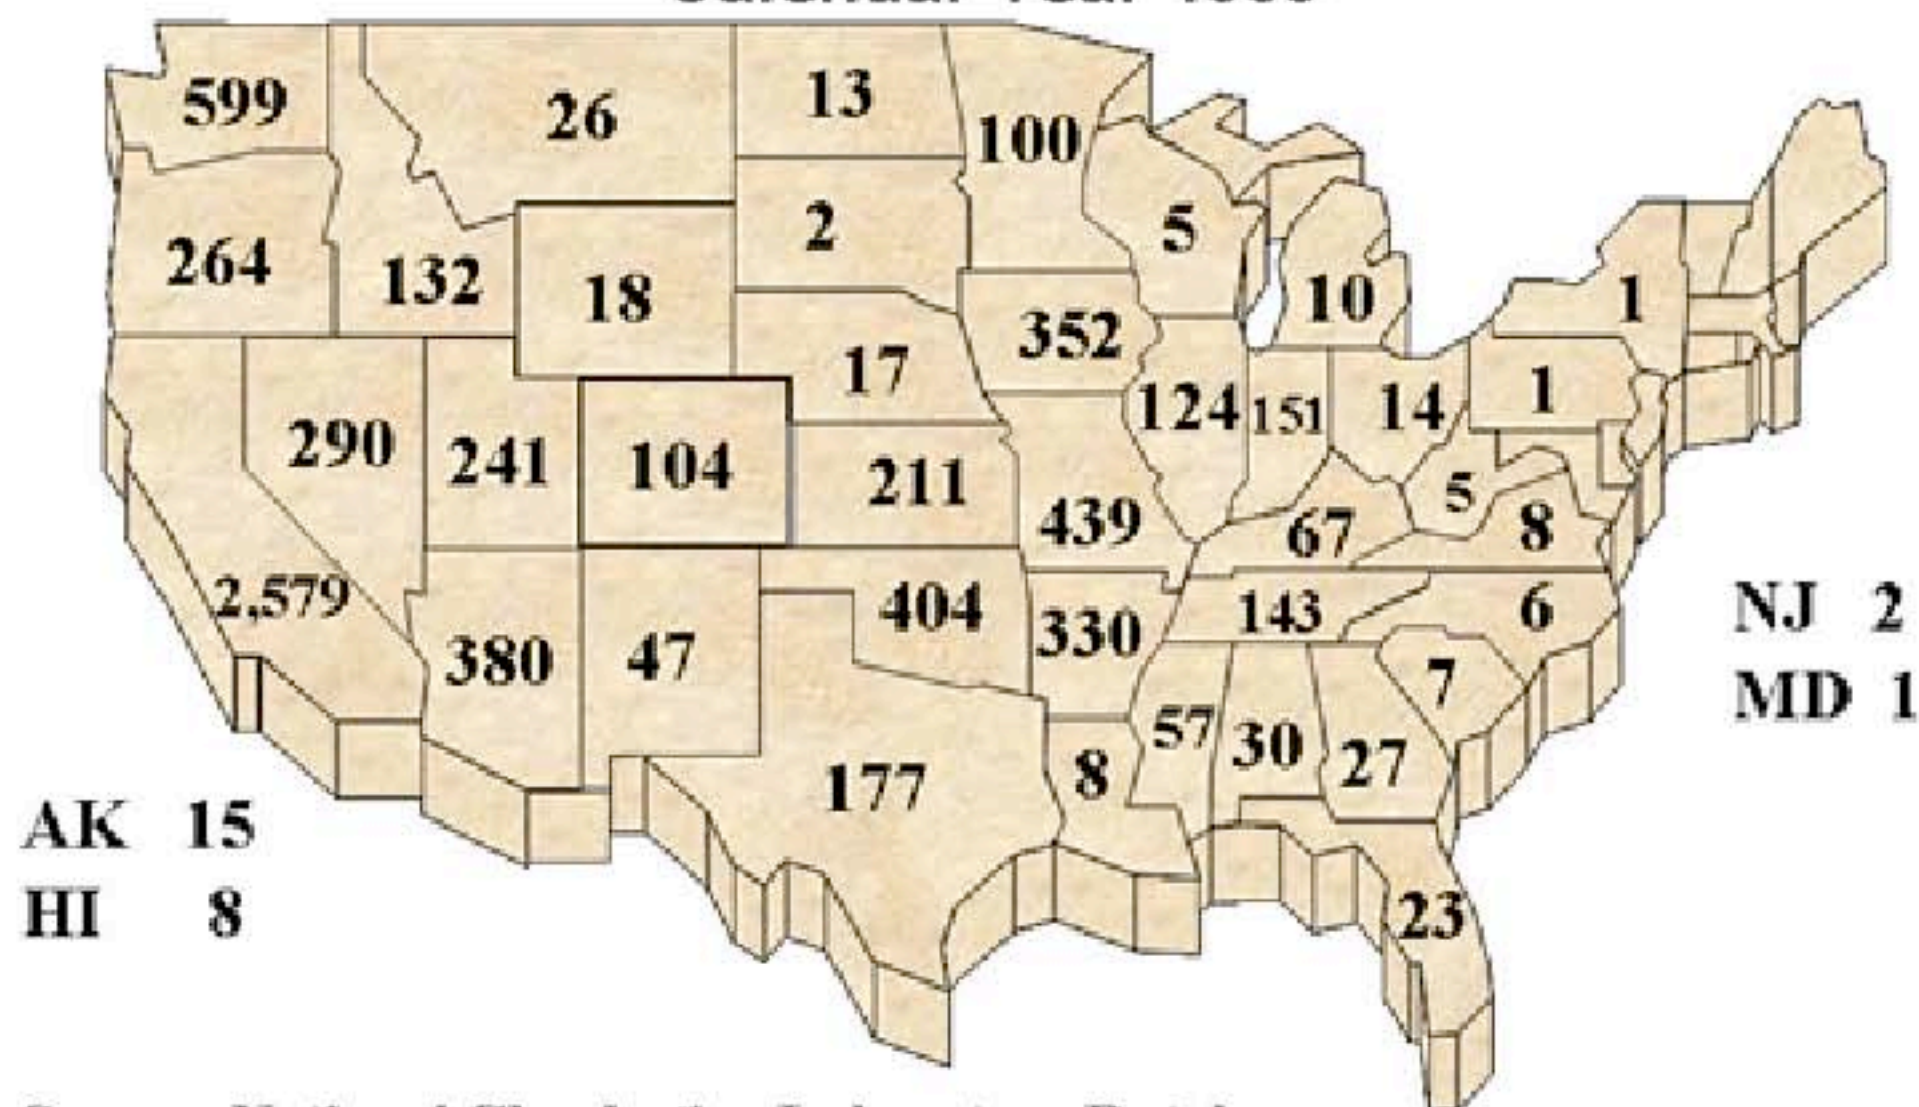 599 26 13 100
264 132 18 2 5 10 1
352
17 124 151 14 1
290 241 104 211 5
439 67 8
2,579 404 330 143 6 NJ 2
380 47 7 MD 1
177 8 57 30 27
AK 15
HI 8 23